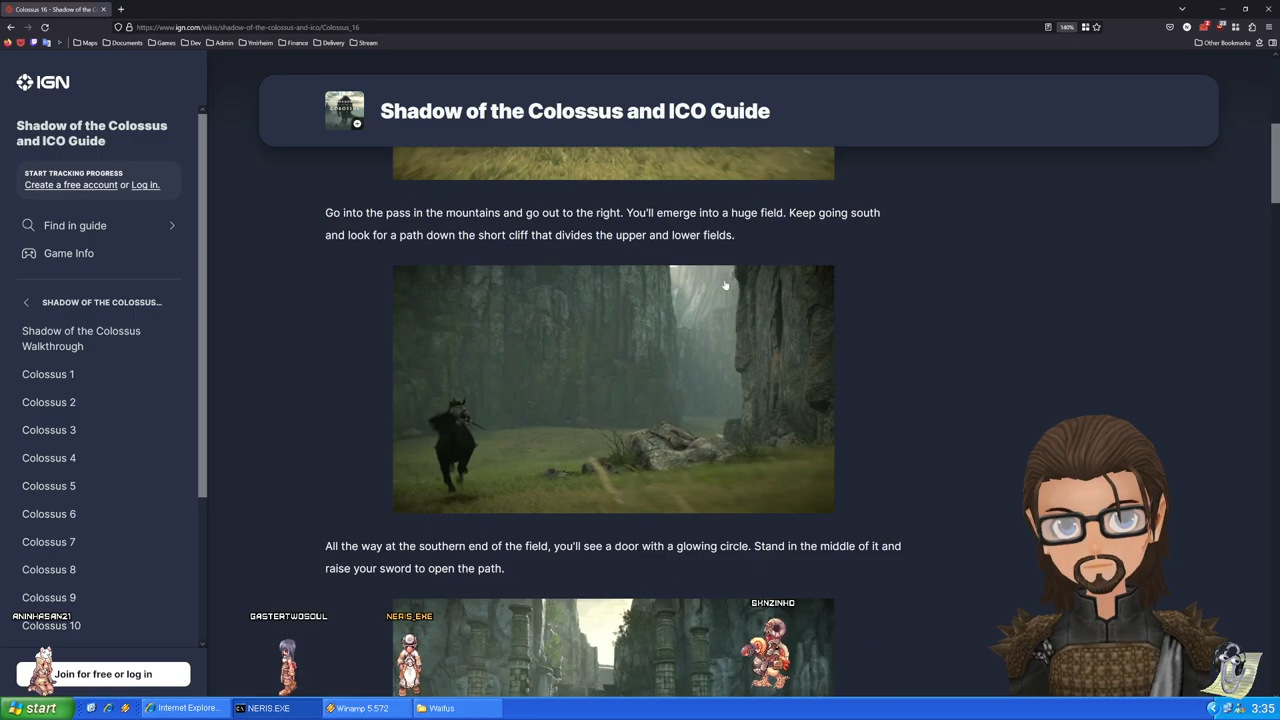 Colossus 16 - Shadow of the Co
https://www.ign.com/wikis/shadow-of-the-colossus-and-ico/Colossus_16
140%
Maps
Documents
Games
Dev
Admin
Ymirheim
Finance
Delivery
Stream
Other Bookmarks
IGN
Shadow of the Colossus
and ICO Guide
START TRACKING PROGRESS
Create a free account or Log in.
Find in guide
Game Info
SHADOW OF THE COLOSSUS...
Shadow of the Colossus
Walkthrough
Colossus 1
Colossus 2
Colossus 3
Colossus 4
Colossus 5
Colossus 6
Colossus 7
Colossus 8
Colossus 9
Colossus 10
Join for free or log in
Shadow of the Colossus and ICO Guide
Go into the pass in the mountains and go out to the right. You'll emerge into a huge field. Keep going south
and look for a path down the short cliff that divides the upper and lower fields.
All the way at the southern end of the field, you'll see a door with a glowing circle. Stand in the middle of it and
raise your sword to open the path.
ANINHASAN21
GASTERTWOSOUL
NERIS_EXE
GKNZINHO
start
Internet Explore...
NERIS.EXE
Winamp 5.572
Waifus
3:35